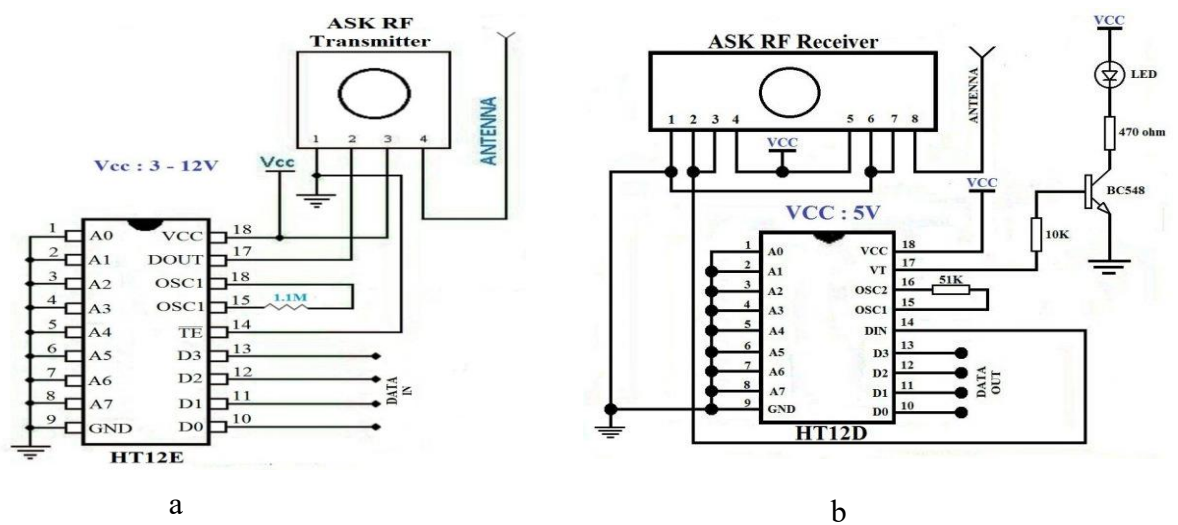 ASK RF
Transmitter
1 2 3 4
ANTENNA
Vcc : 3 - 12V
Vcc
1 A0 VCC 18
2 A1 DOUT 17
3 A2 OSC1 18
4 A3 OSC1 15 1.1M
5 A4 TE 14
6 A5 D3 13
7 A6 D2 12
8 A7 D1 11
9 GND D0 10
DATA
IN
HT12E
a
ASK RF Receiver
1 2 3 4 5 6 7 8
VCC
ANTENNA
VCC
LED
470 ohm
BC548
10K
VCC
VCC : 5V
1 A0 VCC 18
2 A1 VT 17
3 A2 OSC2 16 51K
4 A3 OSC1 15
5 A4 DIN 14
6 A5 D3 13
7 A6 D2 12
8 A7 D1 11
9 GND D0 10
DATA
OUT
HT12D
b